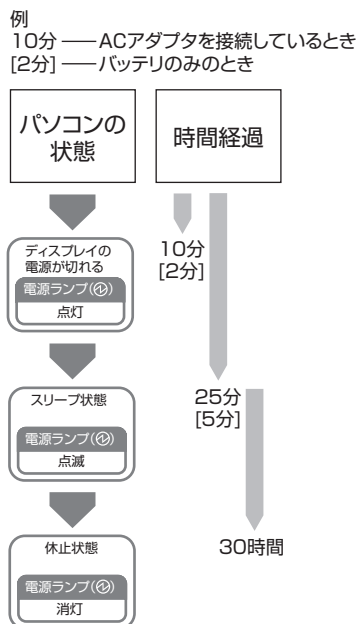 例
10分 ―― ACアダプタを接続しているとき
[2分] ―― バッテリのみのとき
パソコンの
状態
時間経過
ディスプレイの
電源が切れる
電源ランプ()
点灯
10分
[2分]
スリープ状態
電源ランプ()
点滅
25分
[5分]
休止状態
電源ランプ()
消灯
30時間